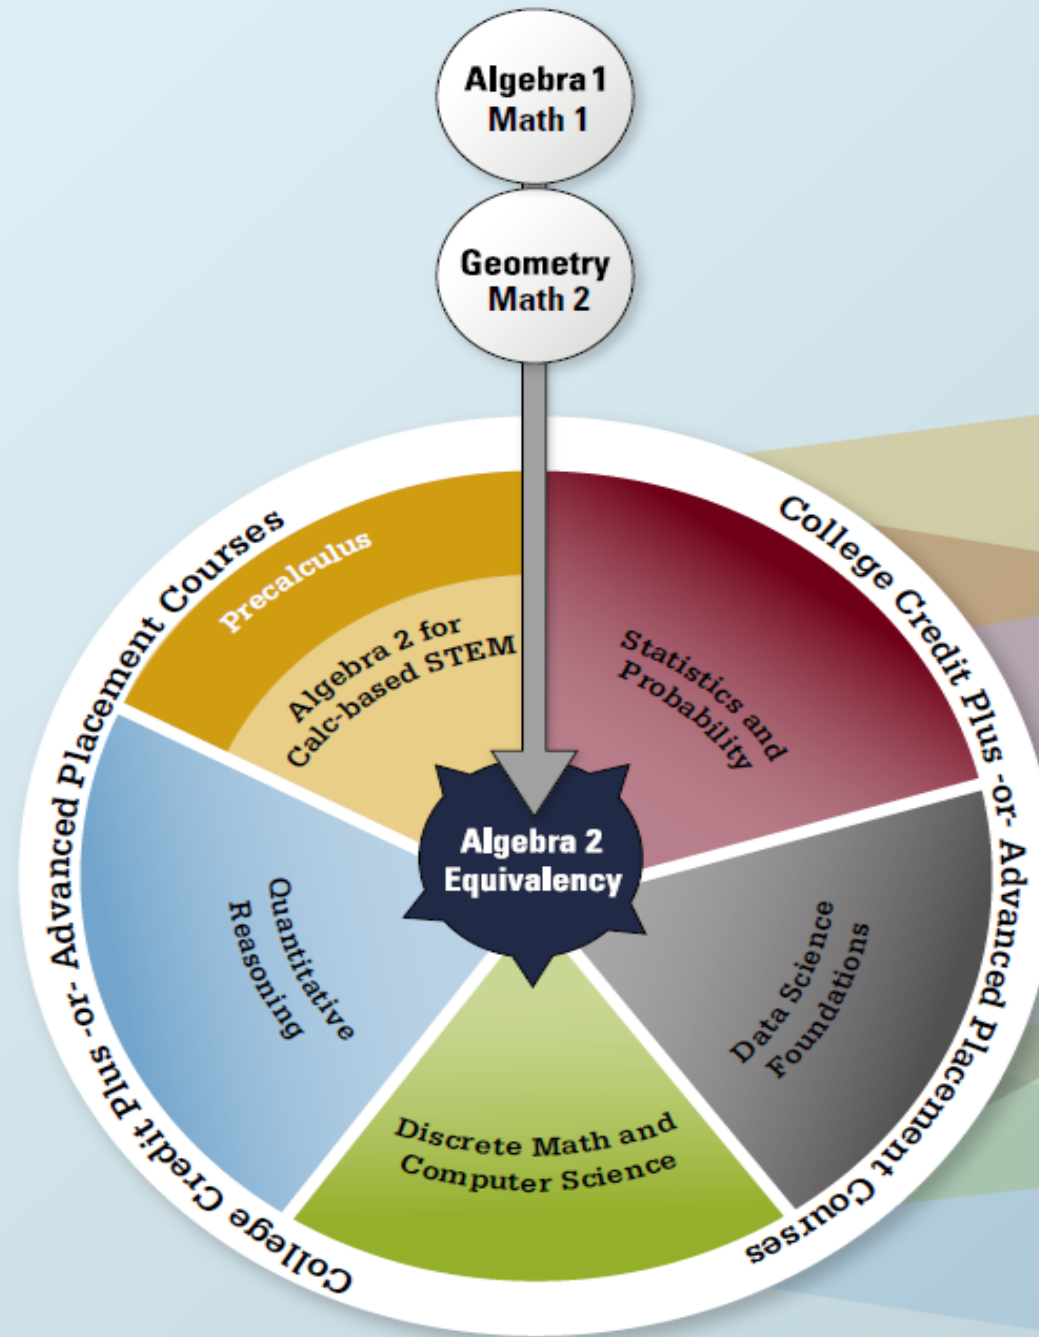 Algebra 1
Math 1
Geometry
Math 2
College Credit Plus -or- Advanced Placement Courses
College Credit Plus -or- Advanced Placement Courses
Precalculus
Algebra 2 for
Calc-based STEM
Statistics and
Probability
Algebra 2
Equivalency
Quantitative
Reasoning
Data Science
Foundations
Discrete Math and
Computer Science